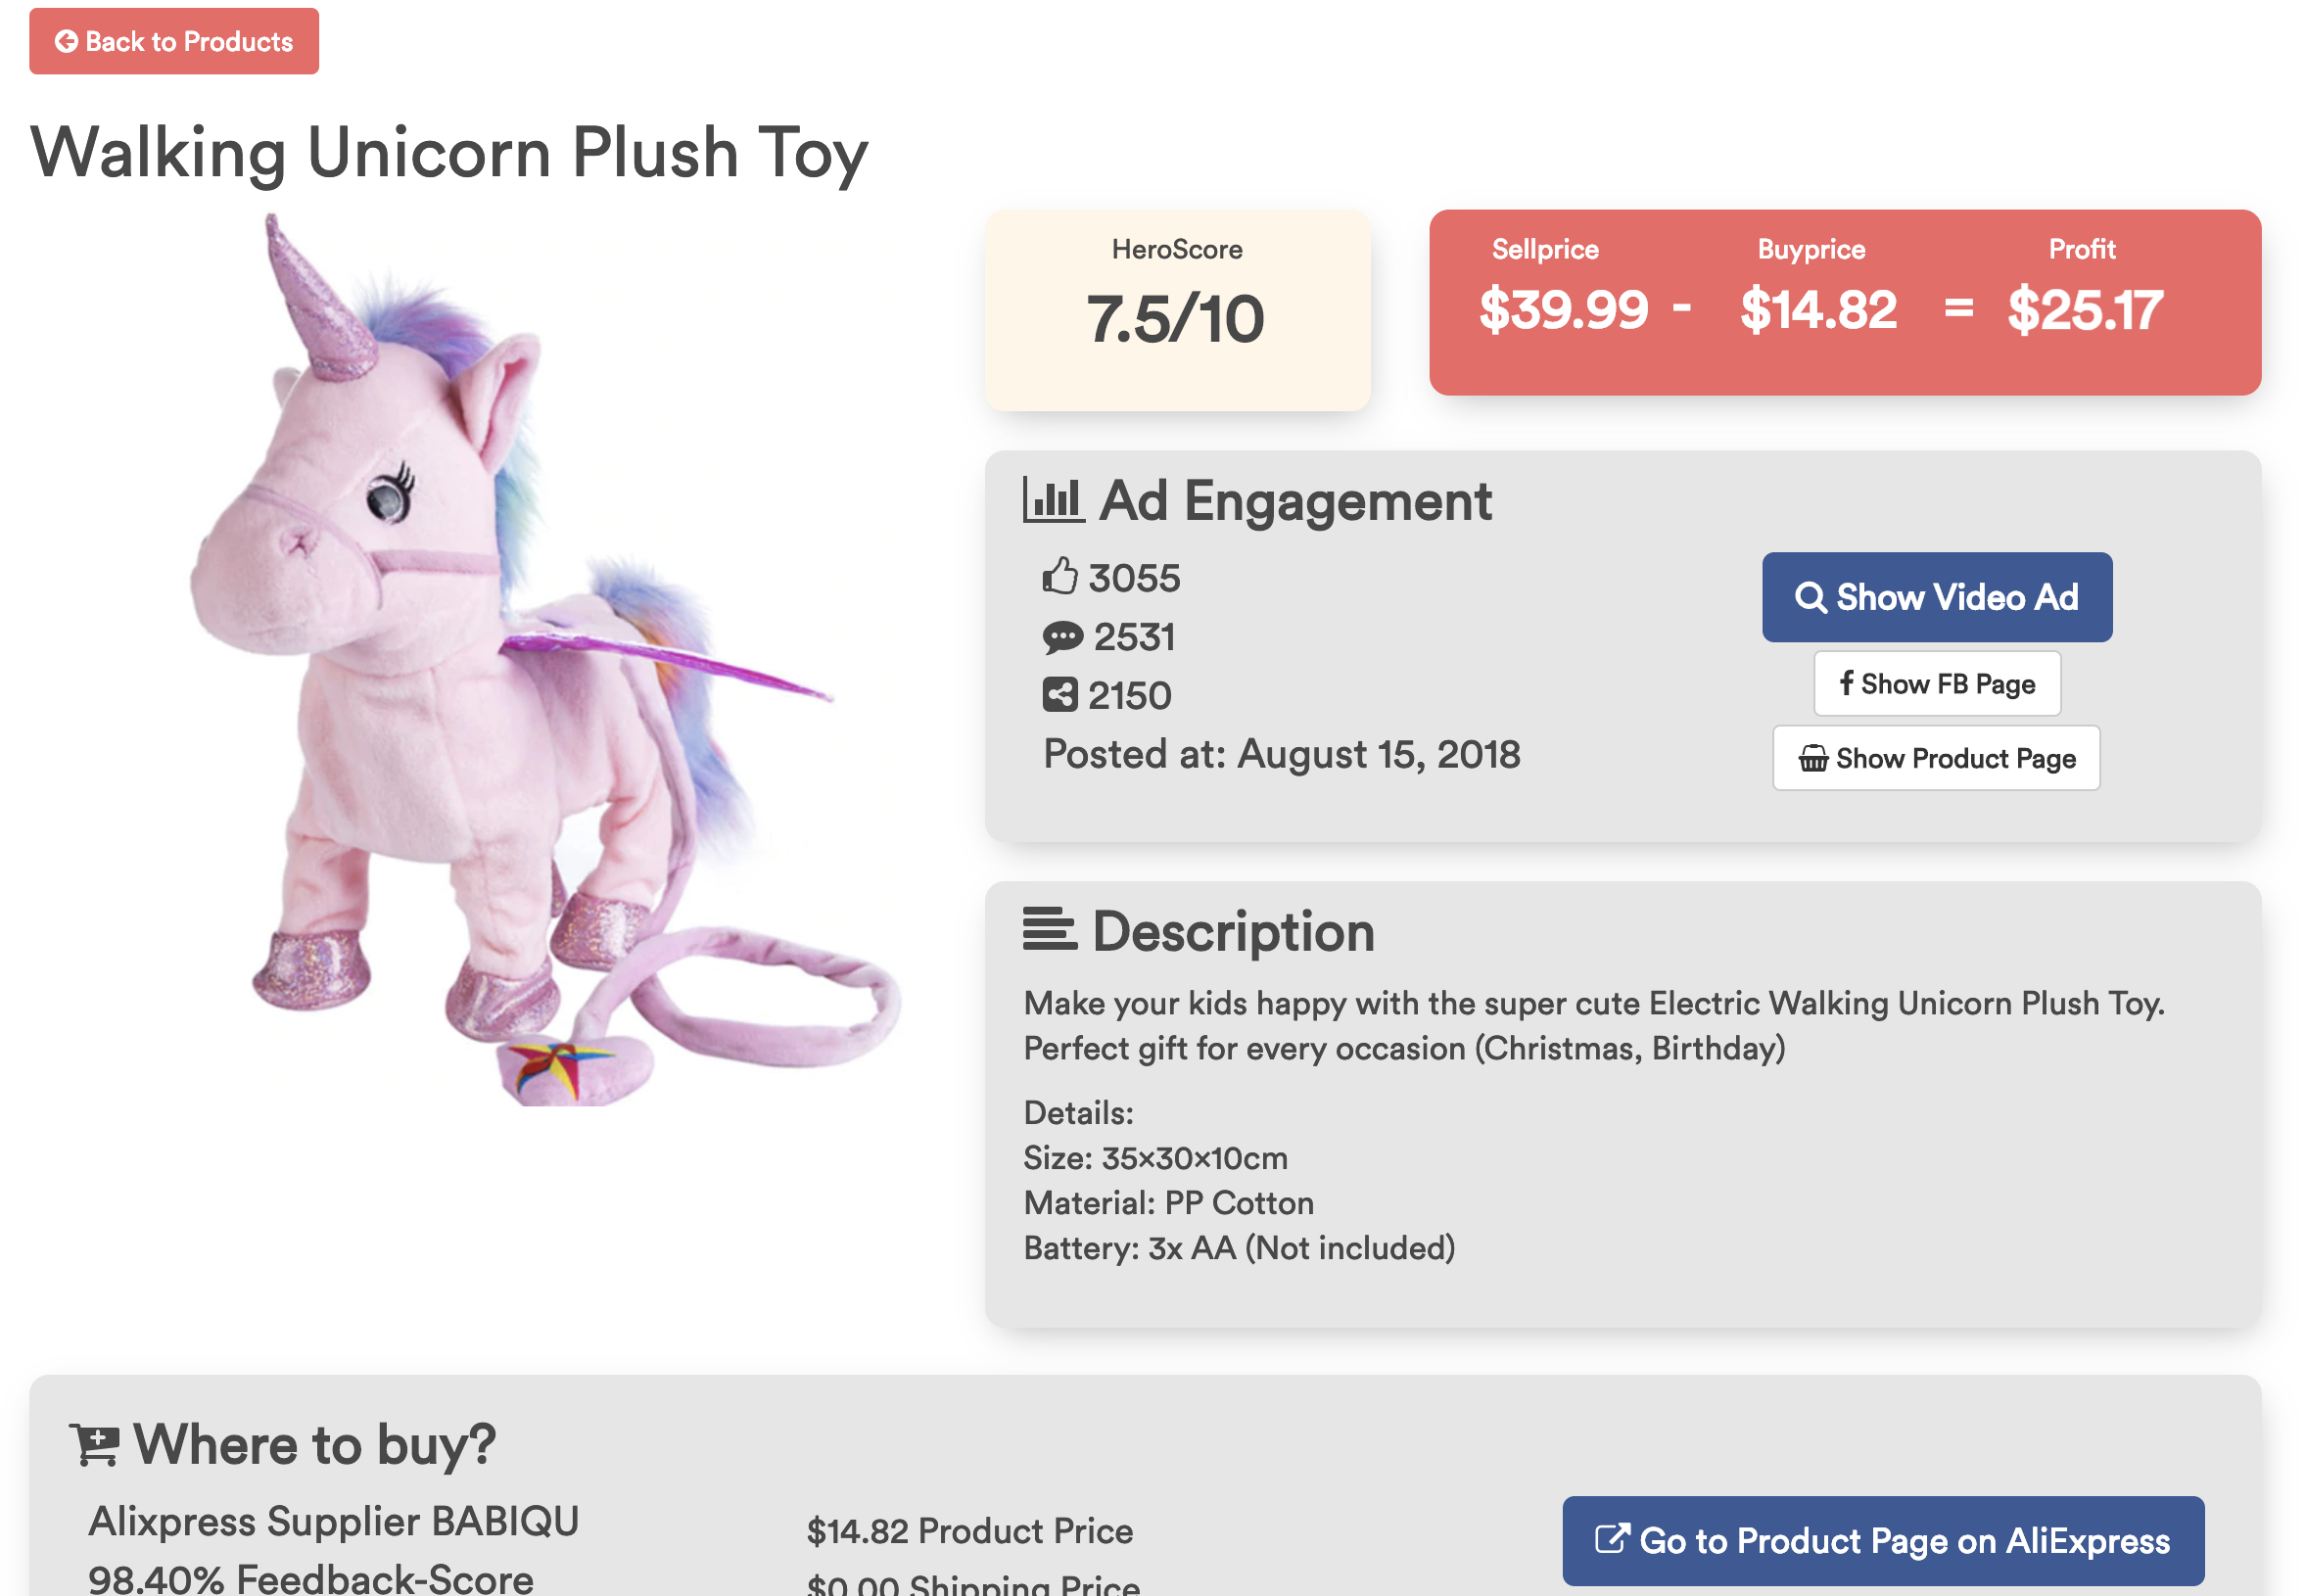 Back to Products
Walking Unicorn Plush Toy
HeroScore
7.5/10
Sellprice Buyprice Profit
$39.99 - $14.82 = $25.17
Ad Engagement
3055
2531
2150
Posted at: August 15, 2018
Show Video Ad
Show FB Page
Show Product Page
Description
Make your kids happy with the super cute Electric Walking Unicorn Plush Toy.
Perfect gift for every occasion (Christmas, Birthday)
Details:
Size: 35×30×10cm
Material: PP Cotton
Battery: 3x AA (Not included)
Where to buy?
Alixpress Supplier BABIQU
98.40% Feedback-Score
$14.82 Product Price
$0.00 Shipping Price
Go to Product Page on AliExpress